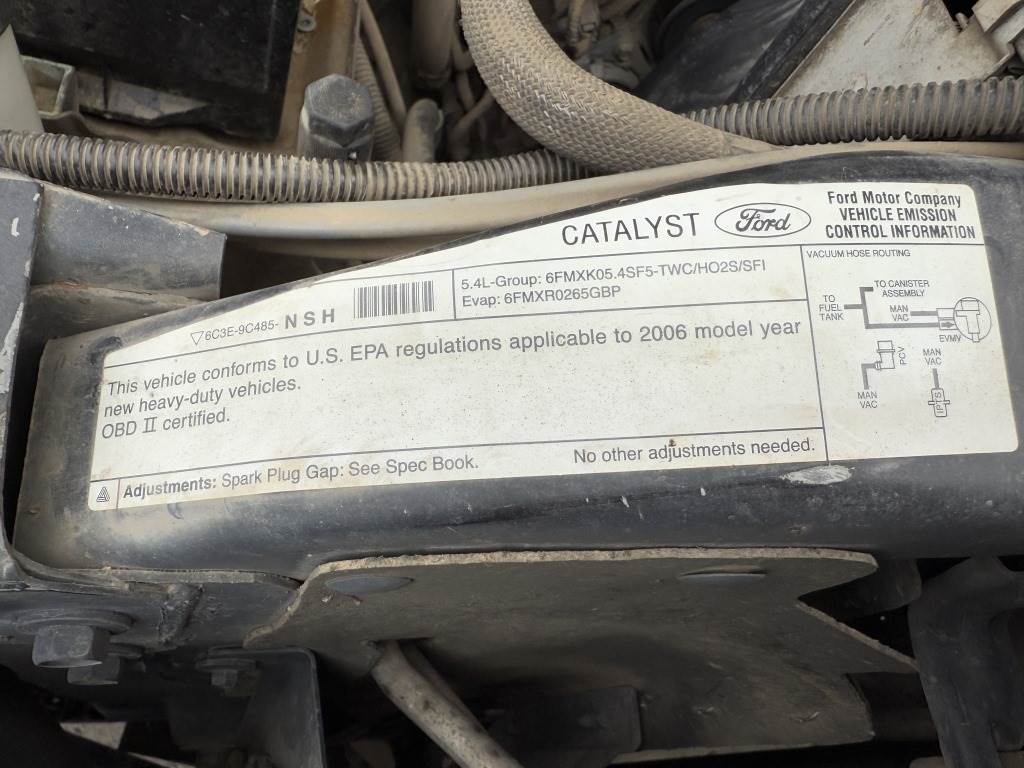 CATALYST
Ford
Ford Motor Company
VEHICLE EMISSION
CONTROL INFORMATION
6C3E-9C485- N S H
5.4L-Group: 6FMXK05.4SF5-TWC/HO2S/SFI
Evap: 6FMXR0265GBP
This vehicle conforms to U.S. EPA regulations applicable to 2006 model year
new heavy-duty vehicles.
OBD II certified.
Adjustments: Spark Plug Gap: See Spec Book.
No other adjustments needed.
VACUUM HOSE ROUTING
TO CANISTER
ASSEMBLY
TO
FUEL
TANK
MAN
VAC
EVMV
PCV
MAN
VAC
MAN
VAC
IPTS